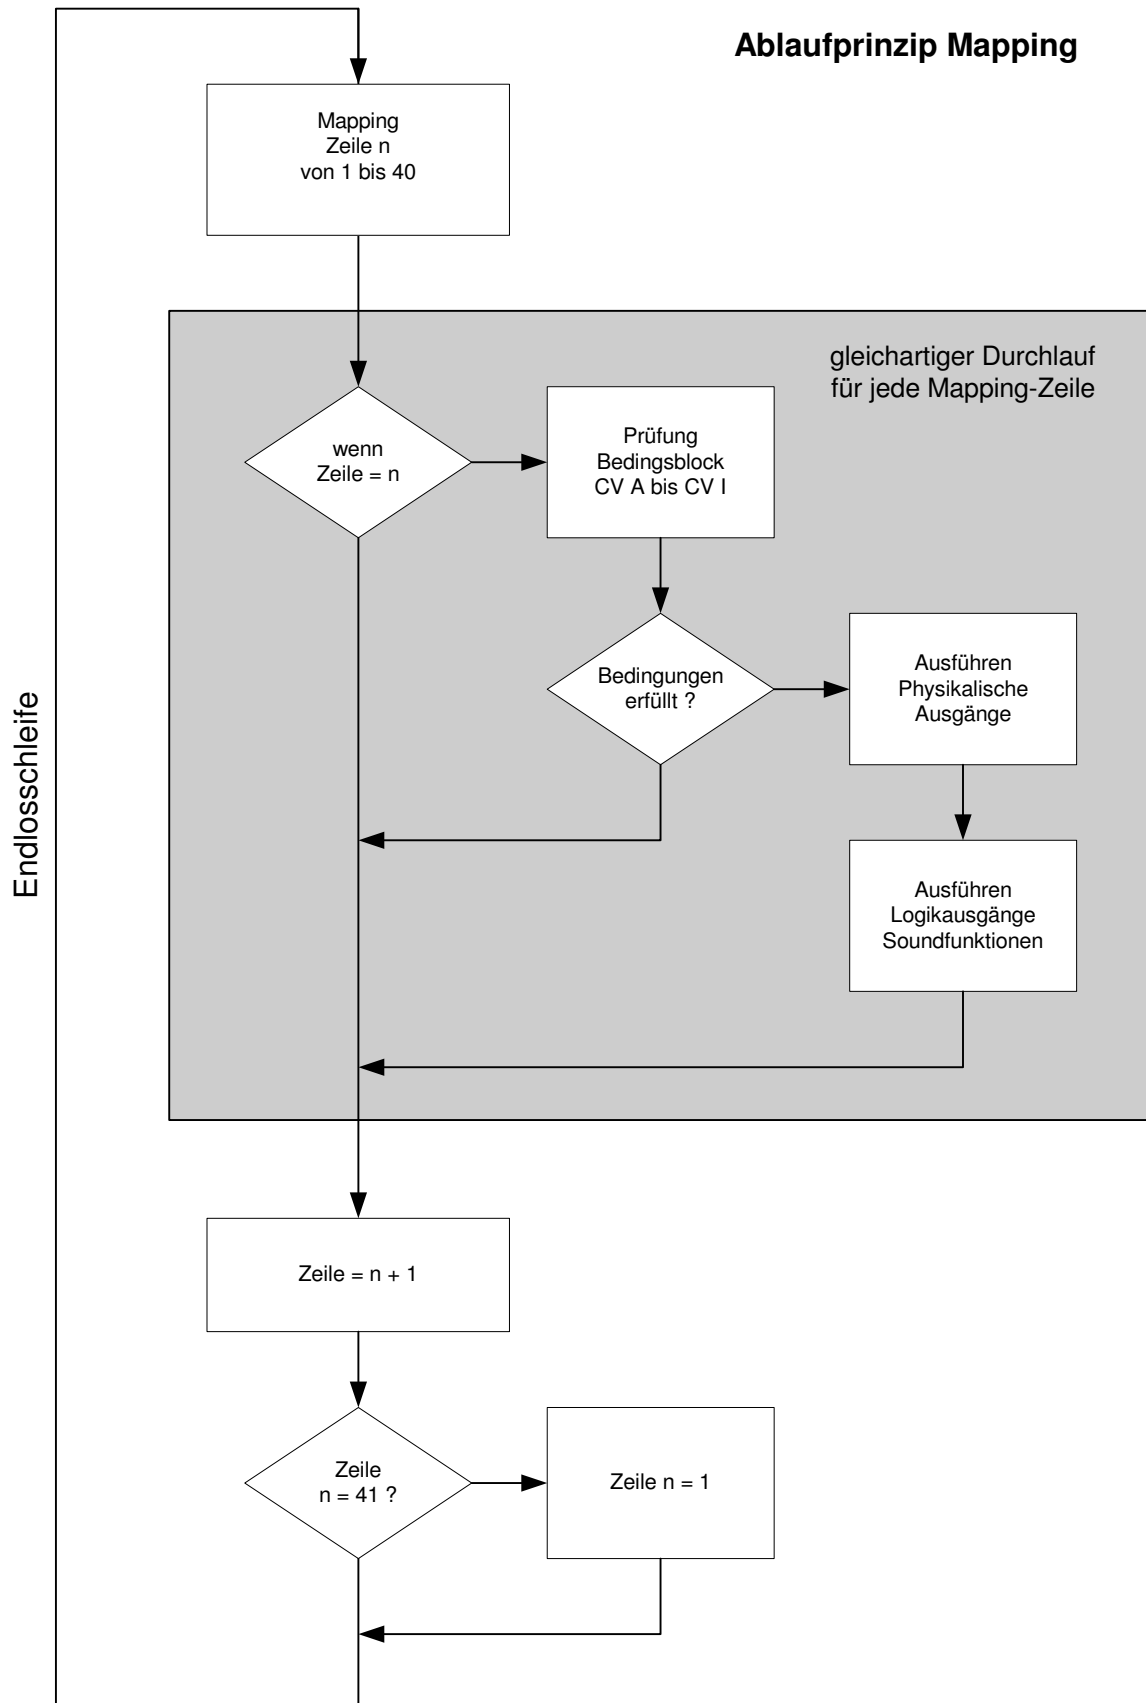 Ablaufprinzip Mapping
Mapping
Zeile n
von 1 bis 40
gleichartiger Durchlauf
für jede Mapping-Zeile
wenn
Zeile = n
Prüfung
Bedingsblock
CV A bis CV I
Bedingungen
erfüllt ?
Ausführen
Physikalische
Ausgänge
Ausführen
Logikausgänge
Soundfunktionen
Endlosschleife
Zeile = n + 1
Zeile
n = 41 ?
Zeile n = 1